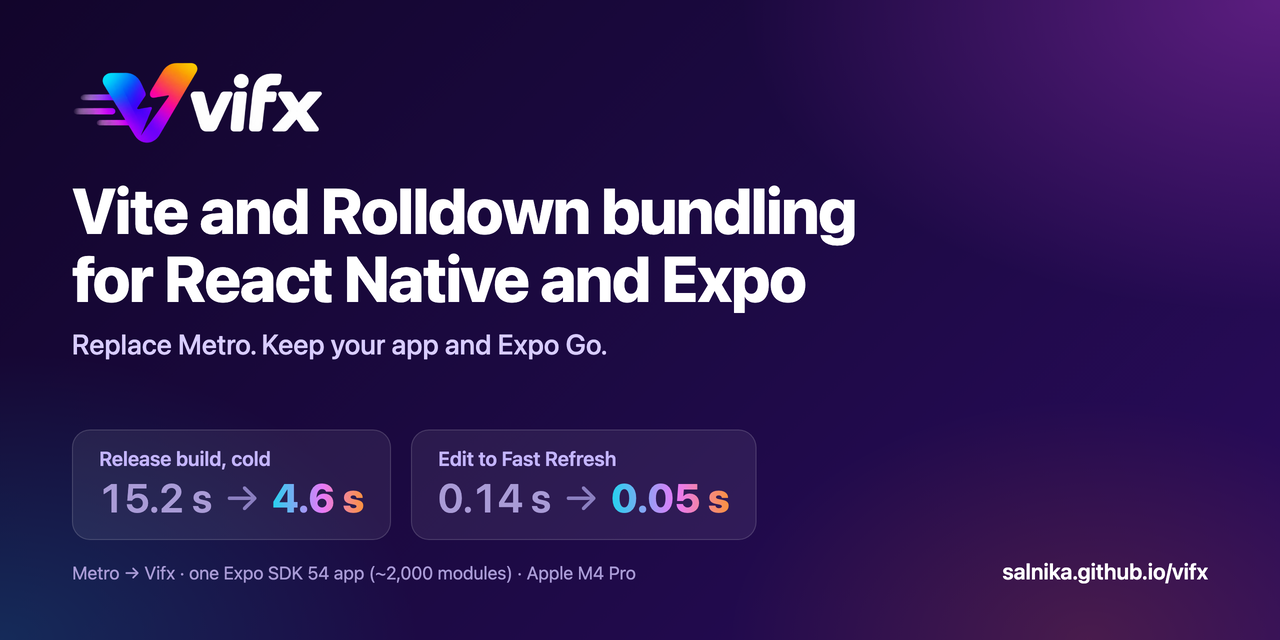 vifx
Vite and Rolldown bundling
for React Native and Expo
Replace Metro. Keep your app and Expo Go.
Release build, cold
15.2 s → 4.6 s
Edit to Fast Refresh
0.14 s → 0.05 s
Metro → Vifx · one Expo SDK 54 app (~2,000 modules) · Apple M4 Pro
salnika.github.io/vifx